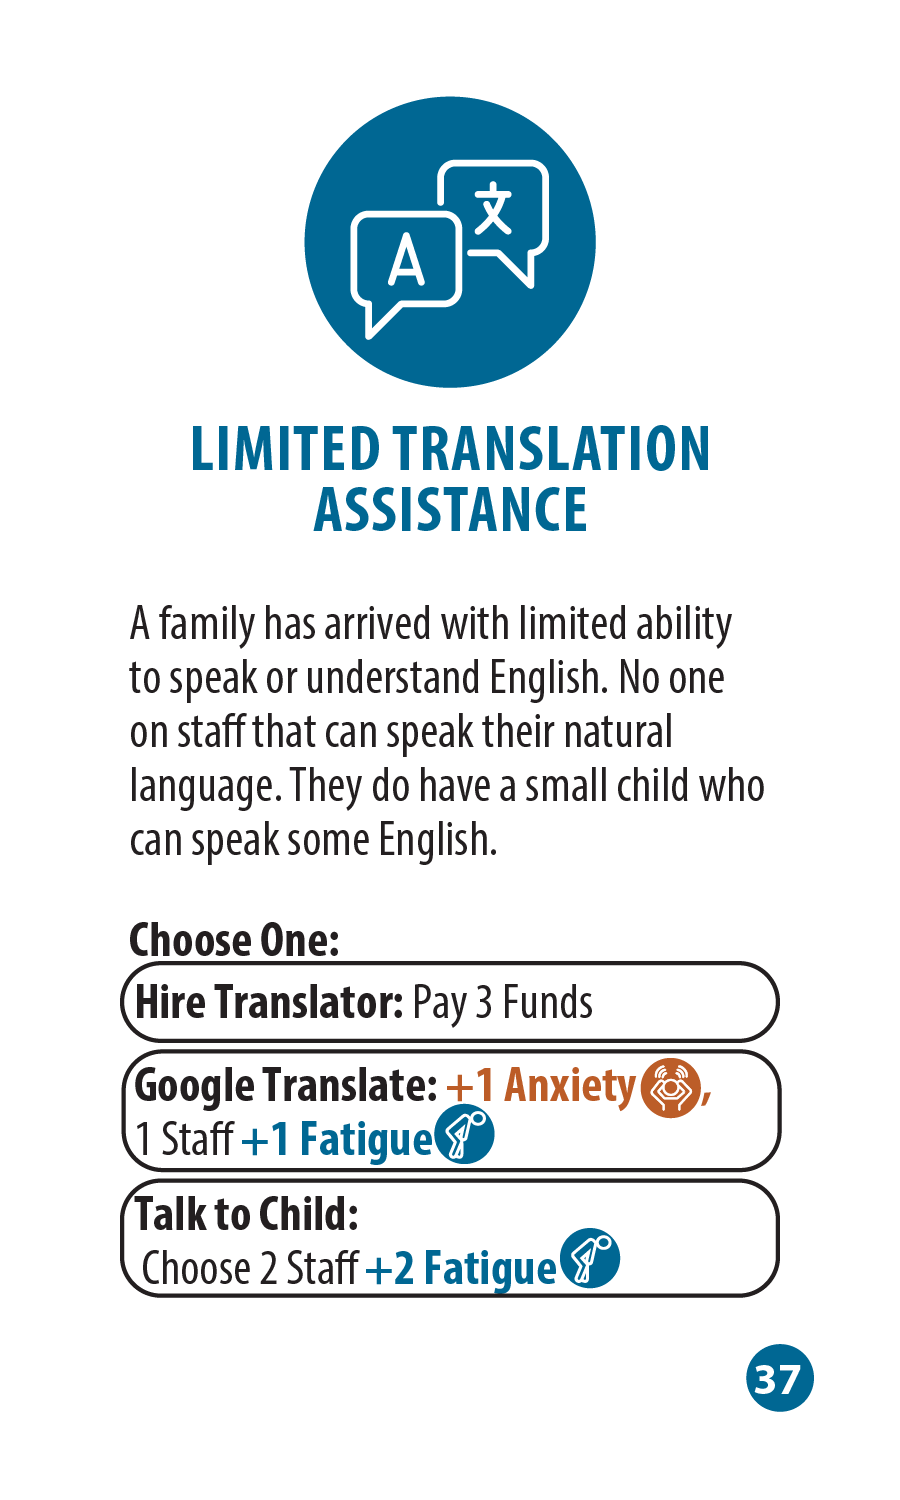 A 文
LIMITED TRANSLATION
ASSISTANCE
A family has arrived with limited ability
to speak or understand English. No one
on staff that can speak their natural
language. They do have a small child who
can speak some English.
Choose One:
Hire Translator: Pay 3 Funds
Google Translate: +1 Anxiety,
1 Staff +1 Fatigue
Talk to Child:
Choose 2 Staff +2 Fatigue
37